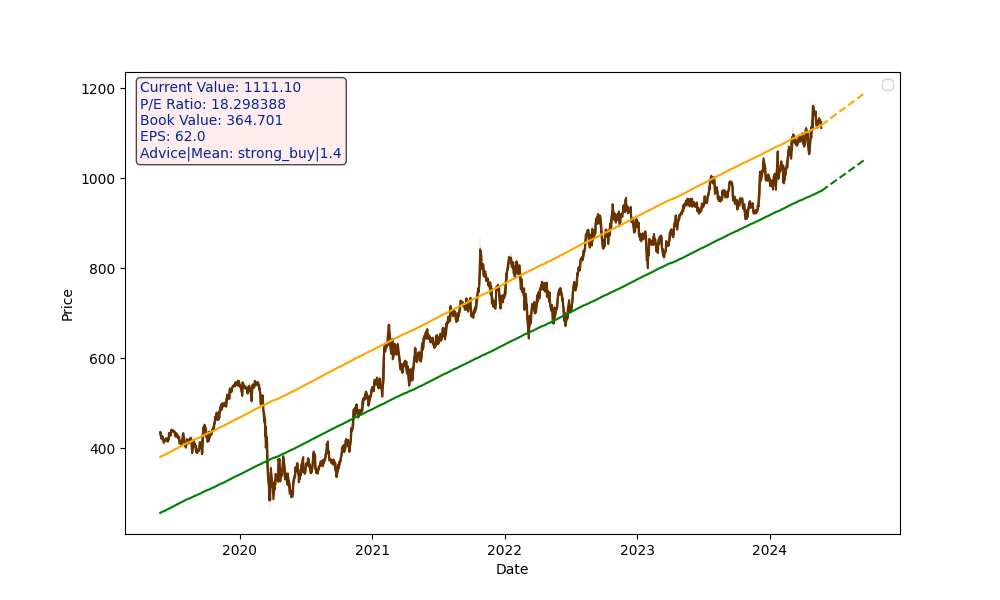 Current Value: 1111.10
P/E Ratio: 18.298388
Book Value: 364.701
EPS: 62.0
Advice|Mean: strong_buy|1.4
1200
1000
800
600
400
Price
2020
2021
2022
2023
2024
Date